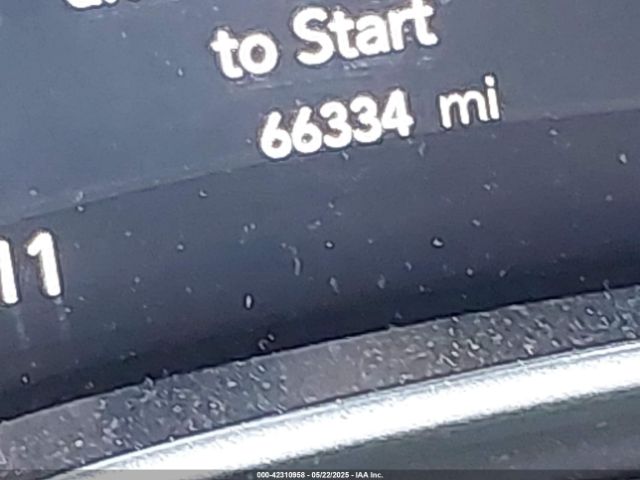 to Start
66334 mi
11
000-42310958 - 05/22/2025 - IAA Inc.